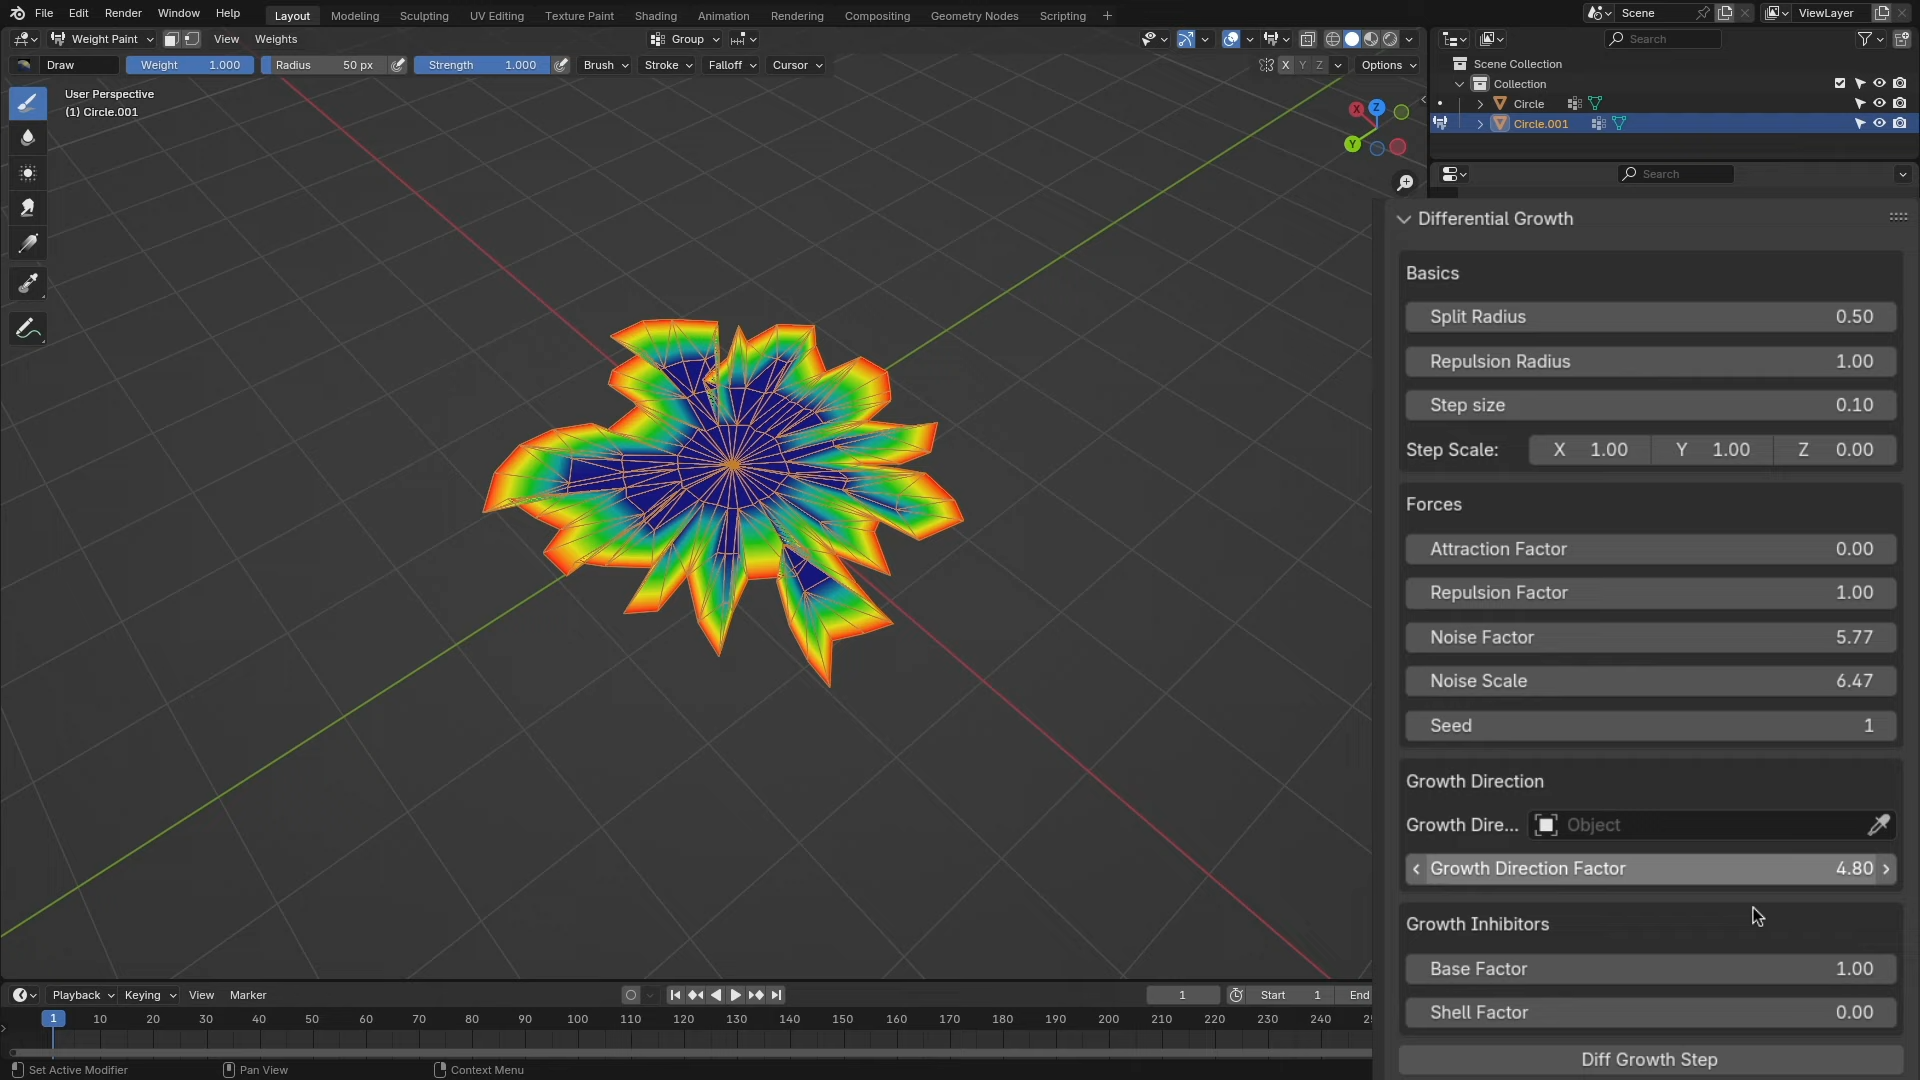 File Edit Render Window Help Layout Modeling Sculpting UV Editing Texture Paint Shading Animation Rendering Compositing Geometry Nodes Scripting + Scene ViewLayer
Weight Paint View Weights Group Search
Draw Weight 1.000 Radius 50 px Strength 1.000 Brush Stroke Falloff Cursor X Y Z Options
Scene Collection
Collection
Circle
Circle.001
Search
User Perspective
(1) Circle.001
X Z
Y
Differential Growth
Basics
Split Radius 0.50
Repulsion Radius 1.00
Step size 0.10
Step Scale: X 1.00 Y 1.00 Z 0.00
Forces
Attraction Factor 0.00
Repulsion Factor 1.00
Noise Factor 5.77
Noise Scale 6.47
Seed 1
Growth Direction
Growth Dire... Object
Growth Direction Factor 4.80
Growth Inhibitors
Base Factor 1.00
Shell Factor 0.00
Diff Growth Step
Playback Keying View Marker 1 Start 1 End
1 10 20 30 40 50 60 70 80 90 100 110 120 130 140 150 160 170 180 190 200 210 220 230 240
Set Active Modifier Pan View Context Menu